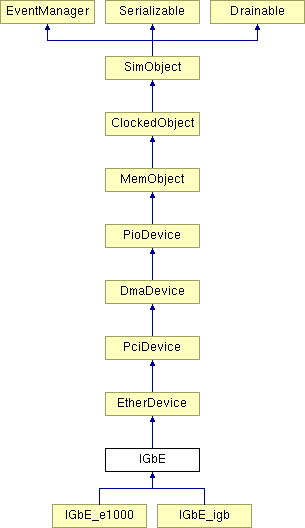 EventManager Serializable Drainable
SimObject
ClockedObject
MemObject
PioDevice
DmaDevice
PciDevice
EtherDevice
IGbE
IGbE_e1000 IGbE_igb